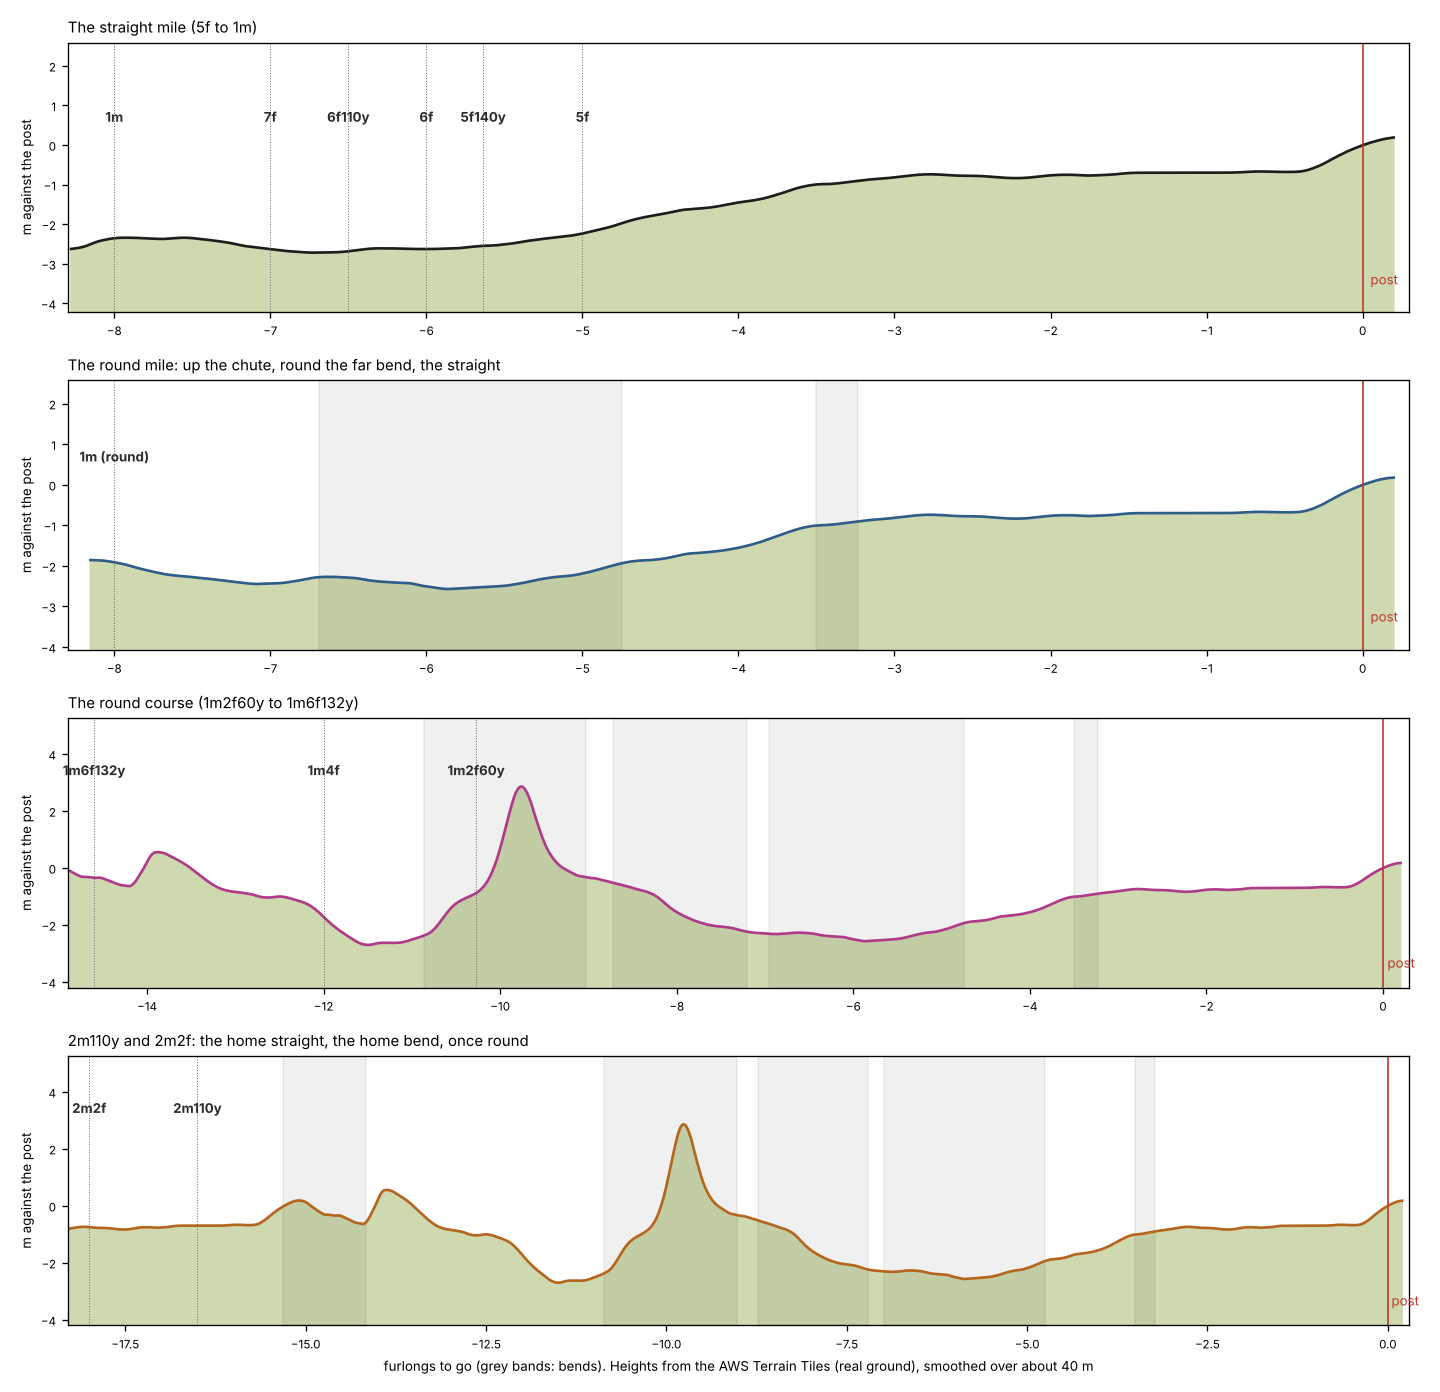 The straight mile (5f to 1m)
m against the post
2
1
0
−1
−2
−3
−4
1m
7f
6f110y
6f
5f140y
5f
post
−8
−7
−6
−5
−4
−3
−2
−1
0
The round mile: up the chute, round the far bend, the straight
m against the post
2
1
0
−1
−2
−3
−4
1m (round)
post
−8
−7
−6
−5
−4
−3
−2
−1
0
The round course (1m2f60y to 1m6f132y)
m against the post
4
2
0
−2
−4
1m6f132y
1m4f
1m2f60y
post
−14
−12
−10
−8
−6
−4
−2
0
2m110y and 2m2f: the home straight, the home bend, once round
m against the post
4
2
0
−2
−4
2m2f
2m110y
post
−17.5
−15.0
−12.5
−10.0
−7.5
−5.0
−2.5
0.0
furlongs to go (grey bands: bends). Heights from the AWS Terrain Tiles (real ground), smoothed over about 40 m